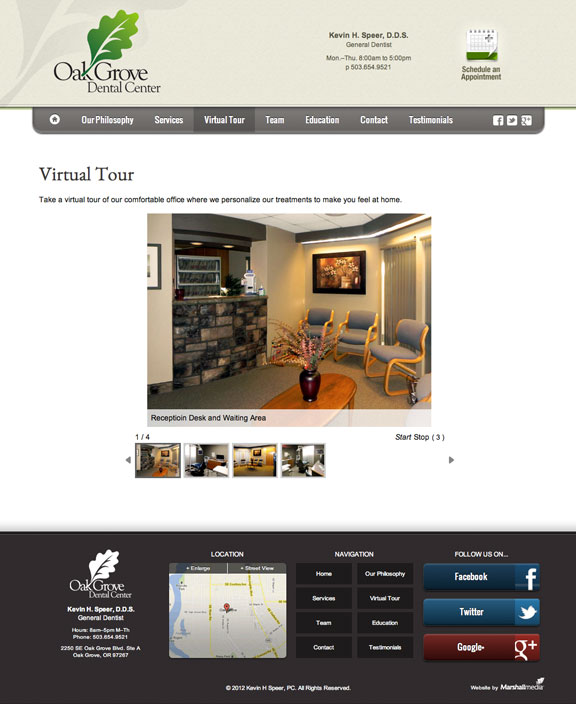 Oak Grove
Dental Center
Kevin H. Speer, D.D.S.
General Dentist
Mon.–Thu. 8:00am to 5:00pm
p 503.654.9521
Schedule an
Appointment
Our Philosophy Services Virtual Tour Team Education Contact Testimonials
Virtual Tour
Take a virtual tour of our comfortable office where we personalize our treatments to make you feel at home.
Receptioin Desk and Waiting Area
1 / 4 Start Stop ( 3 )
Oak Grove
Dental Center
Kevin H. Speer, D.D.S.
General Dentist
Hours: 8am–5pm M–Th
Phone: 503.654.9521
2250 SE Oak Grove Blvd. Ste A
Oak Grove, OR 97267
LOCATION
+ Enlarge + Street View
NAVIGATION
Home Our Philosophy
Services Virtual Tour
Team Education
Contact Testimonials
FOLLOW US ON...
Facebook
Twitter
Google+
© 2012 Kevin H Speer, PC. All Rights Reserved.
Website by Marshallmedia